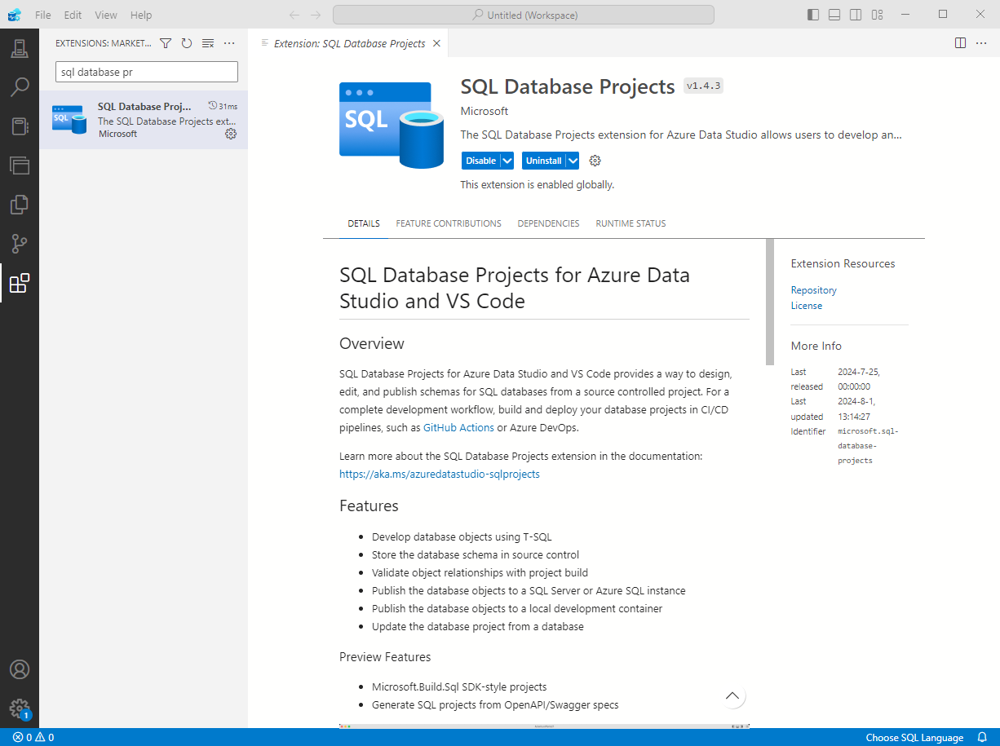 File Edit View Help
Untitled (Workspace)
EXTENSIONS: MARKET...
Extension: SQL Database Projects
sql database pr
SQL
SQL Database Proj...
31ms
The SQL Database Projects ext...
Microsoft
SQL
SQL Database Projects
v1.4.3
Microsoft
The SQL Database Projects extension for Azure Data Studio allows users to develop an...
Disable
Uninstall
This extension is enabled globally.
DETAILS FEATURE CONTRIBUTIONS DEPENDENCIES RUNTIME STATUS
SQL Database Projects for Azure Data
Studio and VS Code
Overview
SQL Database Projects for Azure Data Studio and VS Code provides a way to design,
edit, and publish schemas for SQL databases from a source controlled project. For a
complete development workflow, build and deploy your database projects in CI/CD
pipelines, such as GitHub Actions or Azure DevOps.
Learn more about the SQL Database Projects extension in the documentation:
https://aka.ms/azuredatastudio-sqlprojects
Features
Develop database objects using T-SQL
Store the database schema in source control
Validate object relationships with project build
Publish the database objects to a SQL Server or Azure SQL instance
Publish the database objects to a local development container
Update the database project from a database
Preview Features
Microsoft.Build.Sql SDK-style projects
Generate SQL projects from OpenAPI/Swagger specs
Extension Resources
Repository
License
More Info
Last 2024-7-25,
released 00:00:00
Last 2024-8-1,
updated 13:14:27
Identifier microsoft.sql-
database-
projects
1
0 0
Choose SQL Language